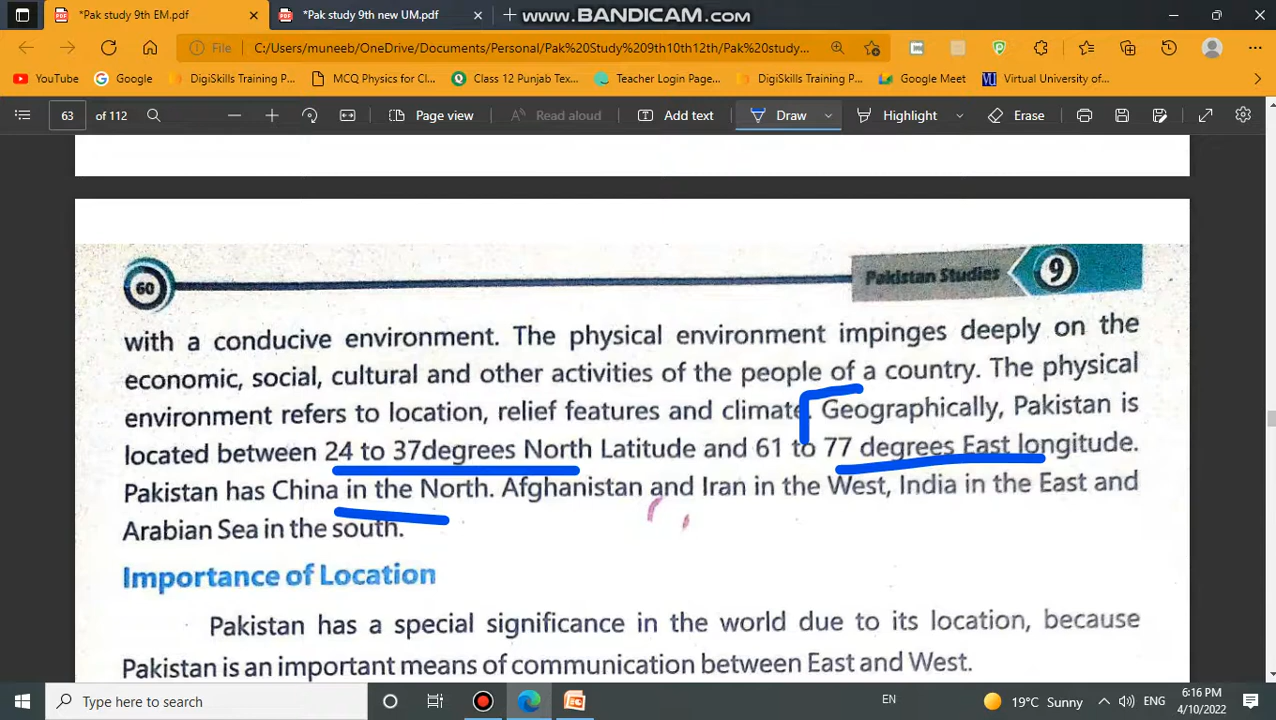 *Pak study 9th EM.pdf
*Pak study 9th new UM.pdf
www.BANDICAM.com
File
C:/Users/muneeb/OneDrive/Documents/Personal/Pak%20Study%209th10th12th/Pak%20study...
YouTube
Google
DigiSkills Training P...
MCQ Physics for Cl...
Class 12 Punjab Tex...
Teacher Login Page...
DigiSkills Training P...
Google Meet
Virtual University of...
63 of 112
Page view
Read aloud
Add text
Draw
Highlight
Erase
60
Pakistan Studies 9
with a conducive environment. The physical environment impinges deeply on the
economic, social, cultural and other activities of the people of a country. The physical
environment refers to location, relief features and climate. Geographically, Pakistan is
located between 24 to 37degrees North Latitude and 61 to 77 degrees East longitude.
Pakistan has China in the North. Afghanistan and Iran in the West, India in the East and
Arabian Sea in the south.
Importance of Location
Pakistan has a special significance in the world due to its location, because
Pakistan is an important means of communication between East and West.
Type here to search
EN
19°C Sunny
ENG
6:16 PM
4/10/2022